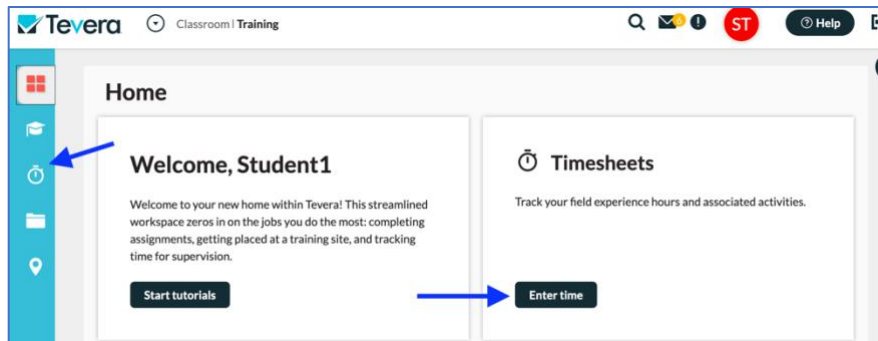 Tevera Classroom | Training 6 ST Help
Home
Welcome, Student1
Welcome to your new home within Tevera! This streamlined
workspace zeros in on the jobs you do the most: completing
assignments, getting placed at a training site, and tracking
time for supervision.
Start tutorials
Timesheets
Track your field experience hours and associated activities.
Enter time